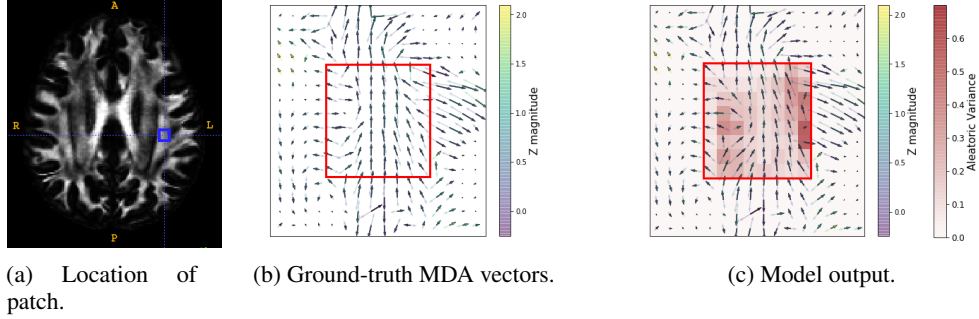 A
R
L
P
2.0
1.5
1.0
0.5
0.0
Z magnitude
2.0
1.5
1.0
0.5
0.0
Z magnitude
0.6
0.5
0.4
0.3
0.2
0.1
0.0
Aleatoric Variance
(a) Location of
patch.
(b) Ground-truth MDA vectors.
(c) Model output.